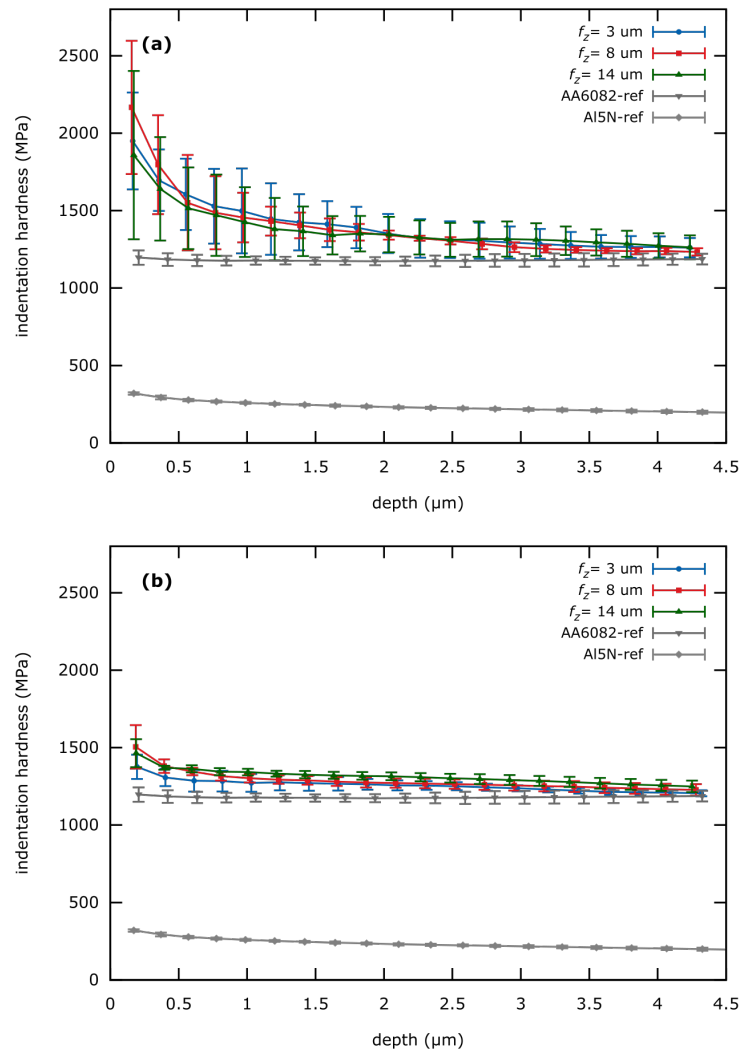 (a)
f_z= 3 um
f_z= 8 um
f_z= 14 um
AA6082-ref
Al5N-ref
indentation hardness (MPa)
2500
2000
1500
1000
500
0
0 0.5 1 1.5 2 2.5 3 3.5 4 4.5
depth (µm)
(b)
f_z= 3 um
f_z= 8 um
f_z= 14 um
AA6082-ref
Al5N-ref
indentation hardness (MPa)
2500
2000
1500
1000
500
0
0 0.5 1 1.5 2 2.5 3 3.5 4 4.5
depth (µm)